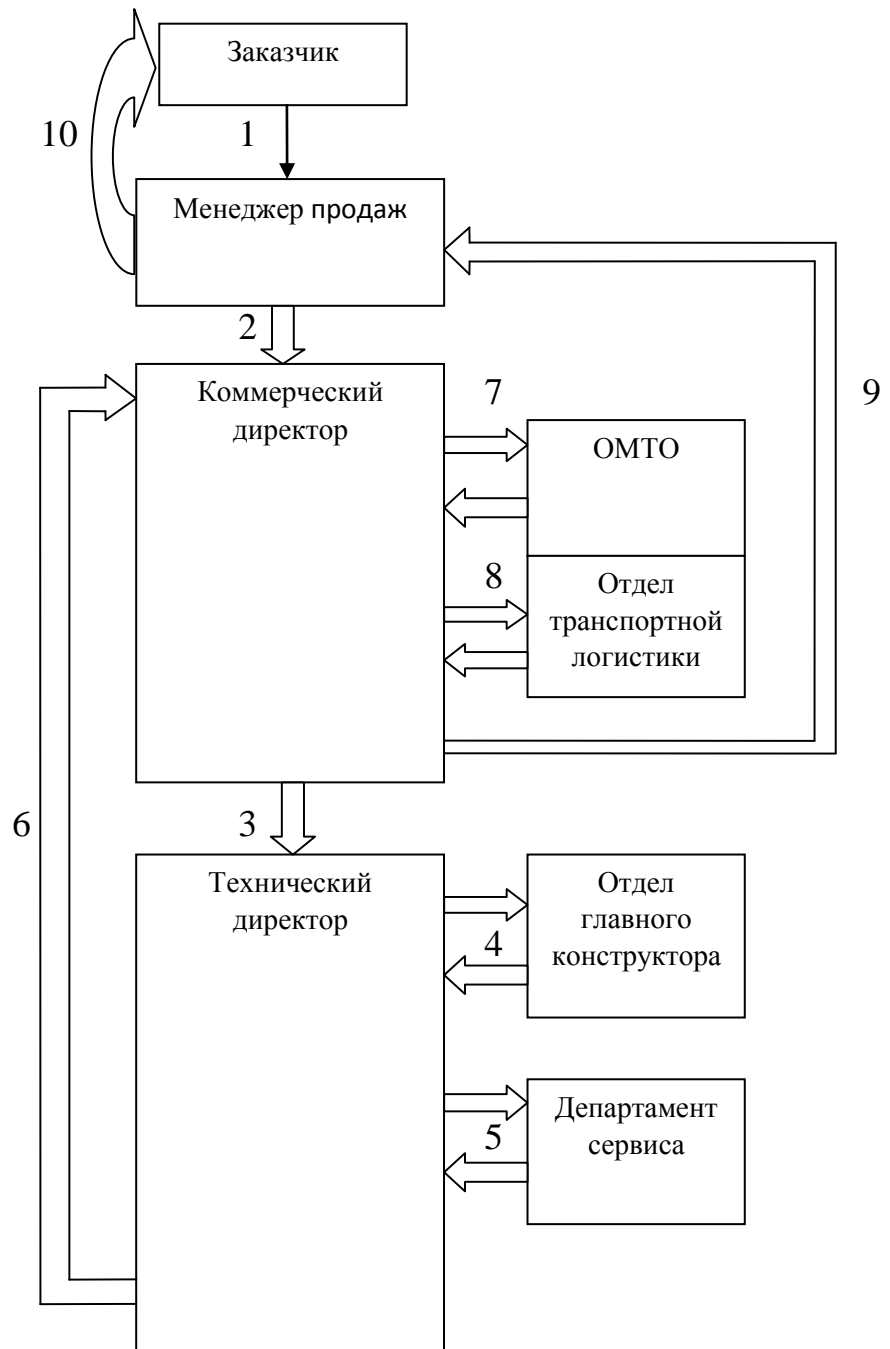 Заказчик
10
1
Менеджер продаж
2
9
Коммерческий
директор
7
ОМТО
8
Отдел
транспортной
логистики
6
3
Технический
директор
Отдел
главного
конструктора
4
Департамент
сервиса
5